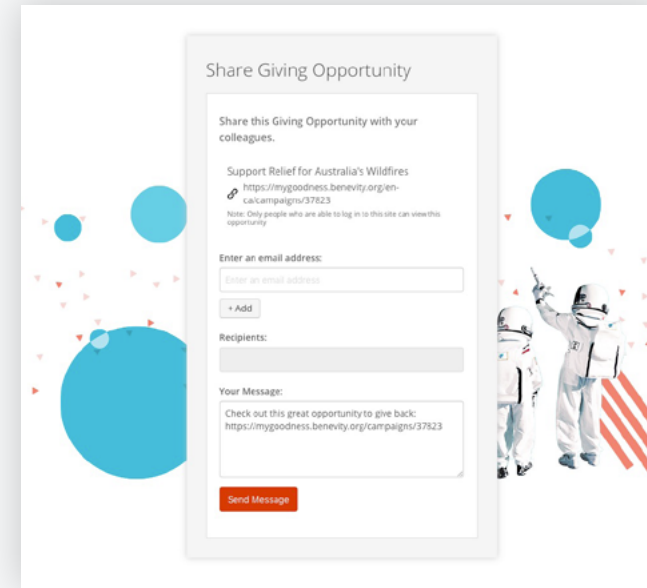 Share Giving Opportunity
Share this Giving Opportunity with your
colleagues.
Support Relief for Australia's Wildfires
https://mygoodness.benevity.org/en-
ca/campaigns/37823
Note: Only people who are able to log in to this site can view this
opportunity
Enter an email address:
Enter an email address
+ Add
Recipients:
Your Message:
Check out this great opportunity to give back:
https://mygoodness.benevity.org/campaigns/37823
Send Message